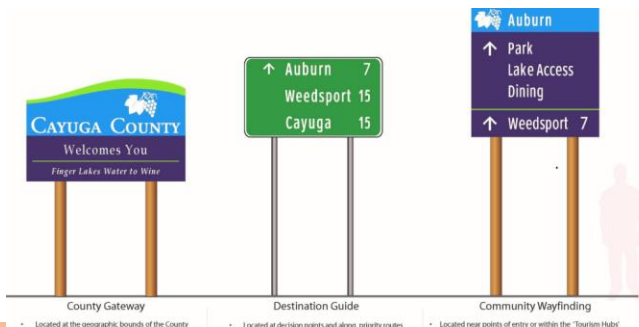 CAYUGA COUNTY
Welcomes You
Finger Lakes Water to Wine
↑ Auburn 7
Weedsport 15
Cayuga 15
Auburn
↑ Park
Lake Access
Dining
↑ Weedsport 7
County Gateway
Destination Guide
Community Wayfinding
• Located at the geographic bounds of the County
• Located at decision points and along priority routes
• Located near points of entry or within the "Tourism Hubs"